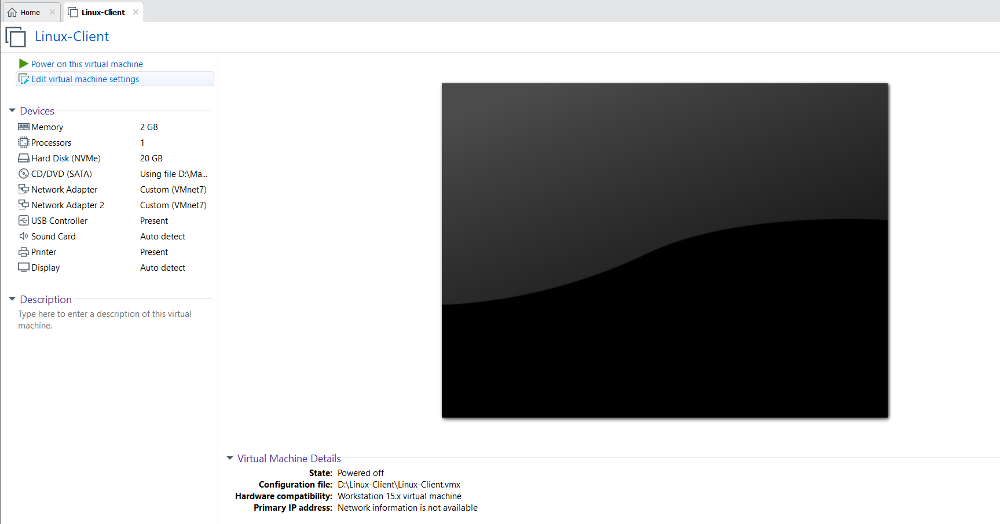 Home
Linux-Client
Linux-Client
Power on this virtual machine
Edit virtual machine settings
Devices
Memory 2 GB
Processors 1
Hard Disk (NVMe) 20 GB
CD/DVD (SATA) Using file D:\Ma...
Network Adapter Custom (VMnet7)
Network Adapter 2 Custom (VMnet7)
USB Controller Present
Sound Card Auto detect
Printer Present
Display Auto detect
Description
Type here to enter a description of this virtual
machine.
Virtual Machine Details
State: Powered off
Configuration file: D:\Linux-Client\Linux-Client.vmx
Hardware compatibility: Workstation 15.x virtual machine
Primary IP address: Network information is not available